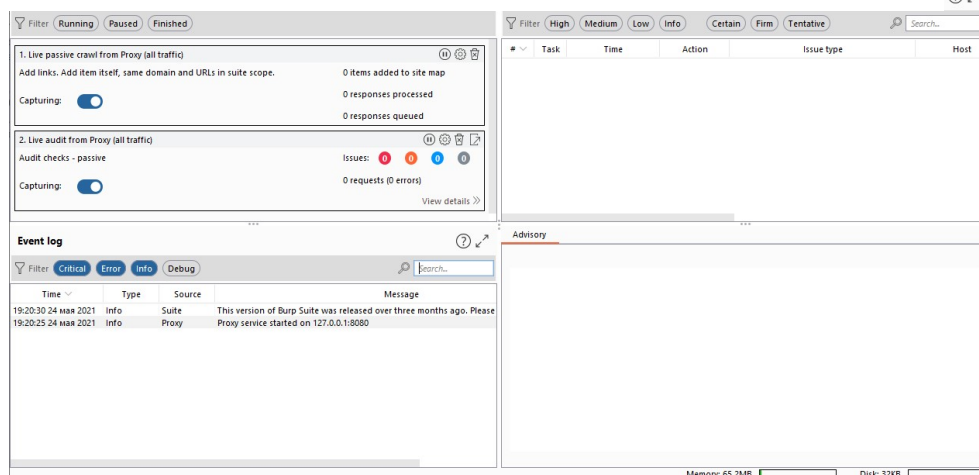 Filter Running Paused Finished
1. Live passive crawl from Proxy (all traffic)
Add links. Add item itself, same domain and URLs in suite scope.
0 items added to site map
Capturing:
0 responses processed
0 responses queued
2. Live audit from Proxy (all traffic)
Audit checks - passive
Issues: 0 0 0 0
Capturing:
0 requests (0 errors)
View details
Filter High Medium Low Info Certain Firm Tentative Search...
# Task Time Action Issue type Host
Event log
Filter Critical Error Info Debug Search...
Time Type Source Message
19:20:30 24 мая 2021 Info Suite This version of Burp Suite was released over three months ago. Please
19:20:25 24 мая 2021 Info Proxy Proxy service started on 127.0.0.1:8080
Advisory
Memory: 65.2MB Disk: 32KB